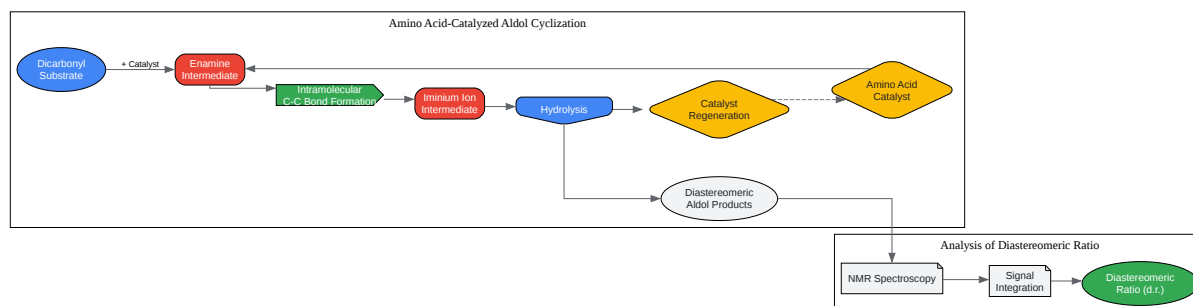 Amino Acid-Catalyzed Aldol Cyclization
Dicarbonyl
Substrate
+ Catalyst
Enamine
Intermediate
Intramolecular
C-C Bond Formation
Iminium Ion
Intermediate
Hydrolysis
Catalyst
Regeneration
Amino Acid
Catalyst
Diastereomeric
Aldol Products
Analysis of Diastereomeric Ratio
NMR Spectroscopy
Signal
Integration
Diastereomeric
Ratio (d.r.)